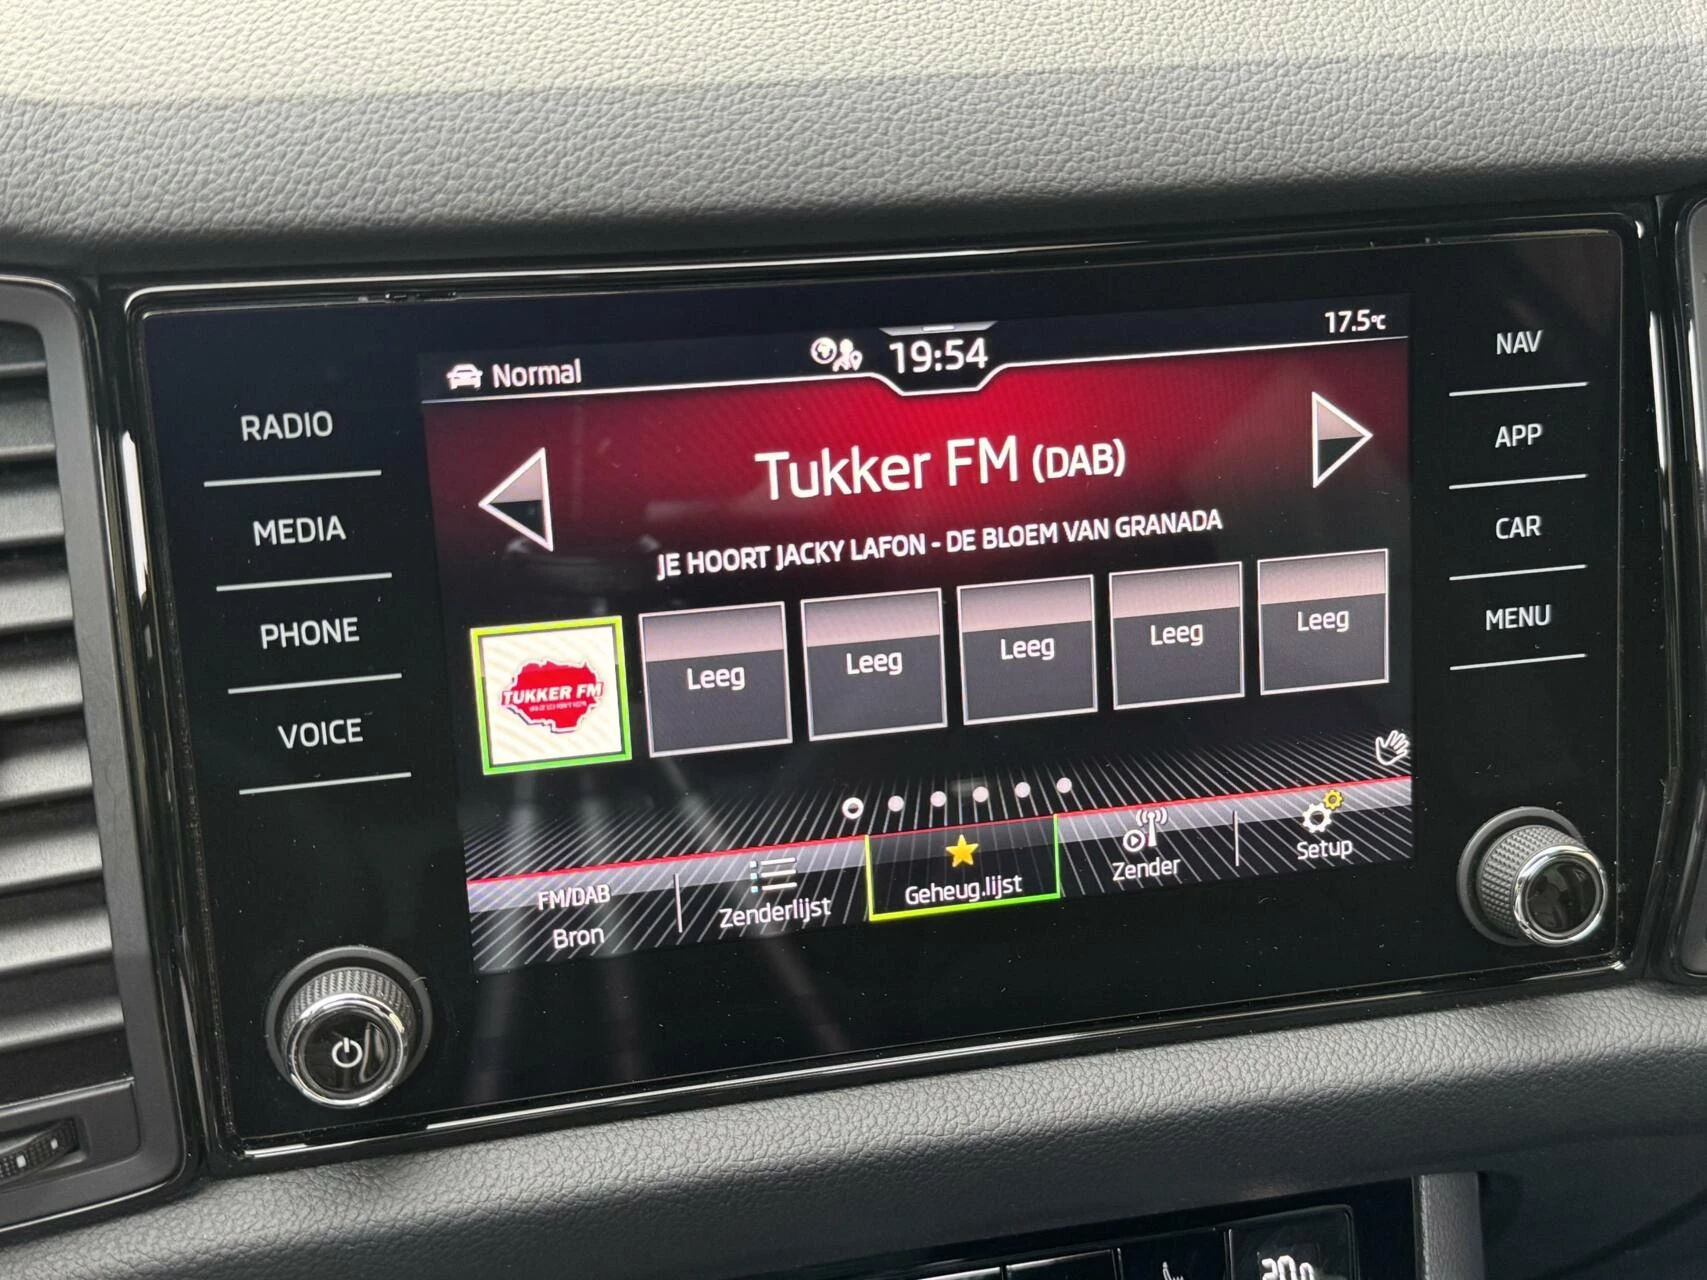 Normal
19:54
17.5°C
RADIO
MEDIA
PHONE
VOICE
NAV
APP
CAR
MENU
Tukker FM (DAB)
JE HOORT JACKY LAFON - DE BLOEM VAN GRANADA
TUKKER FM
Leeg
Leeg
Leeg
Leeg
Leeg
FM/DAB
Bron
Zenderlijst
Geheug.lijst
Zender
Setup